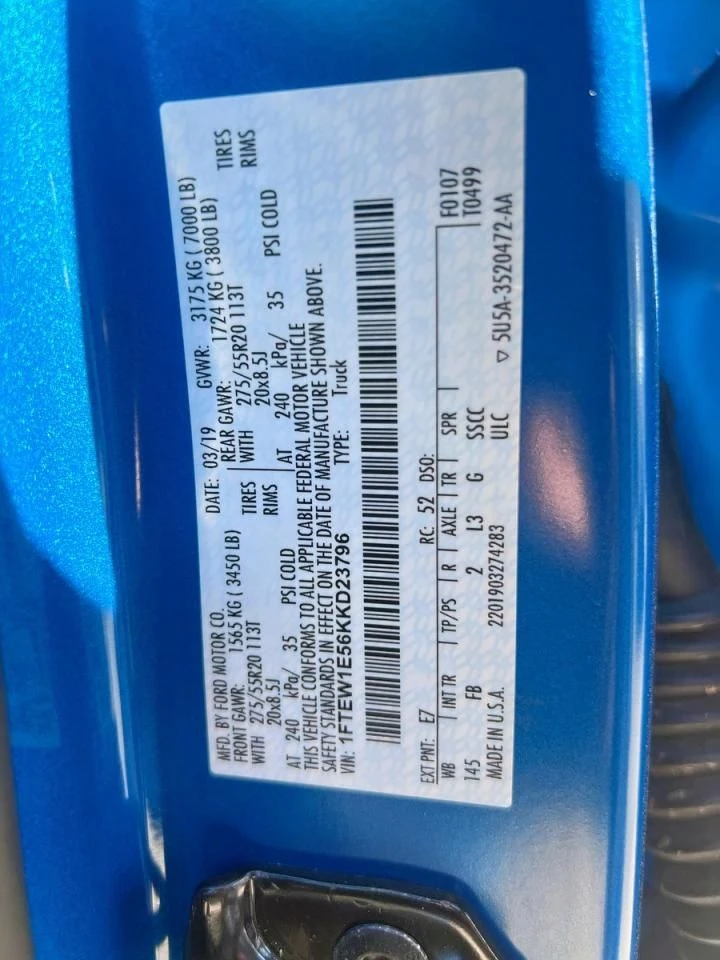 MFD. BY FORD MOTOR CO.
DATE: 03/19 GVWR: 3175 KG ( 7000 LB)
FRONT GAWR: 1565 KG ( 3450 LB) REAR GAWR: 1724 KG ( 3800 LB)
WITH 275/55R20 113T TIRES WITH 275/55R20 113T TIRES
20x8.5J RIMS 20x8.5J RIMS
AT 240 kPa/ 35 PSI COLD AT 240 kPa/ 35 PSI COLD
THIS VEHICLE CONFORMS TO ALL APPLICABLE FEDERAL MOTOR VEHICLE
SAFETY STANDARDS IN EFFECT ON THE DATE OF MANUFACTURE SHOWN ABOVE.
VIN: 1FTEW1E56KKD23796 TYPE: Truck
F0107
T0499
EXT PNT: E7 RC: 52 DSO:
WB INT TR TP/PS R AXLE TR SPR
145 FB 2 L3 G SSCC
MADE IN U.S.A. 2201903274283 ULC ▽ 5U5A-3520472-AA